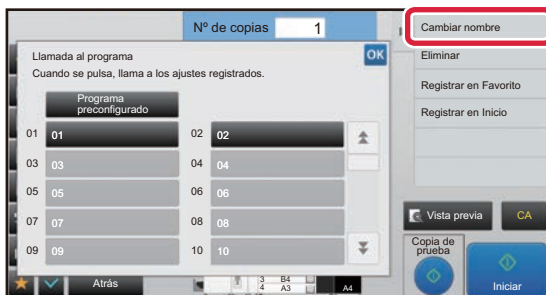 Nº de copias 1
Cambiar nombre
Llamada al programa
OK
Eliminar
Cuando se pulsa, llama a los ajustes registrados.
Registrar en Favorito
Programa
preconfigurado
Registrar en Inicio
01 01 02 02
03 03 04 04
05 05 06 06
07 07 08 08
Vista previa CA
09 09 10 10
Copia de
prueba
Atrás
3 B4
4 A3
A4
Iniciar